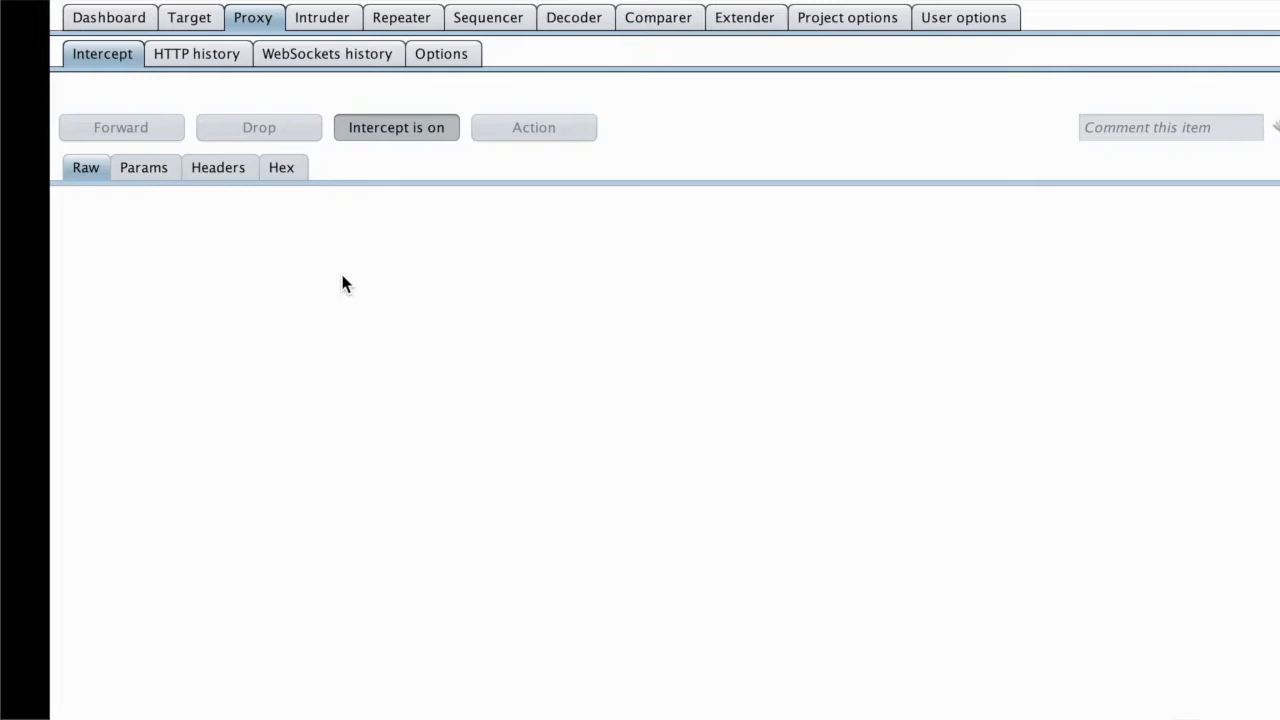 Dashboard Target Proxy Intruder Repeater Sequencer Decoder Comparer Extender Project options User options
Intercept HTTP history WebSockets history Options
Forward Drop Intercept is on Action Comment this item
Raw Params Headers Hex